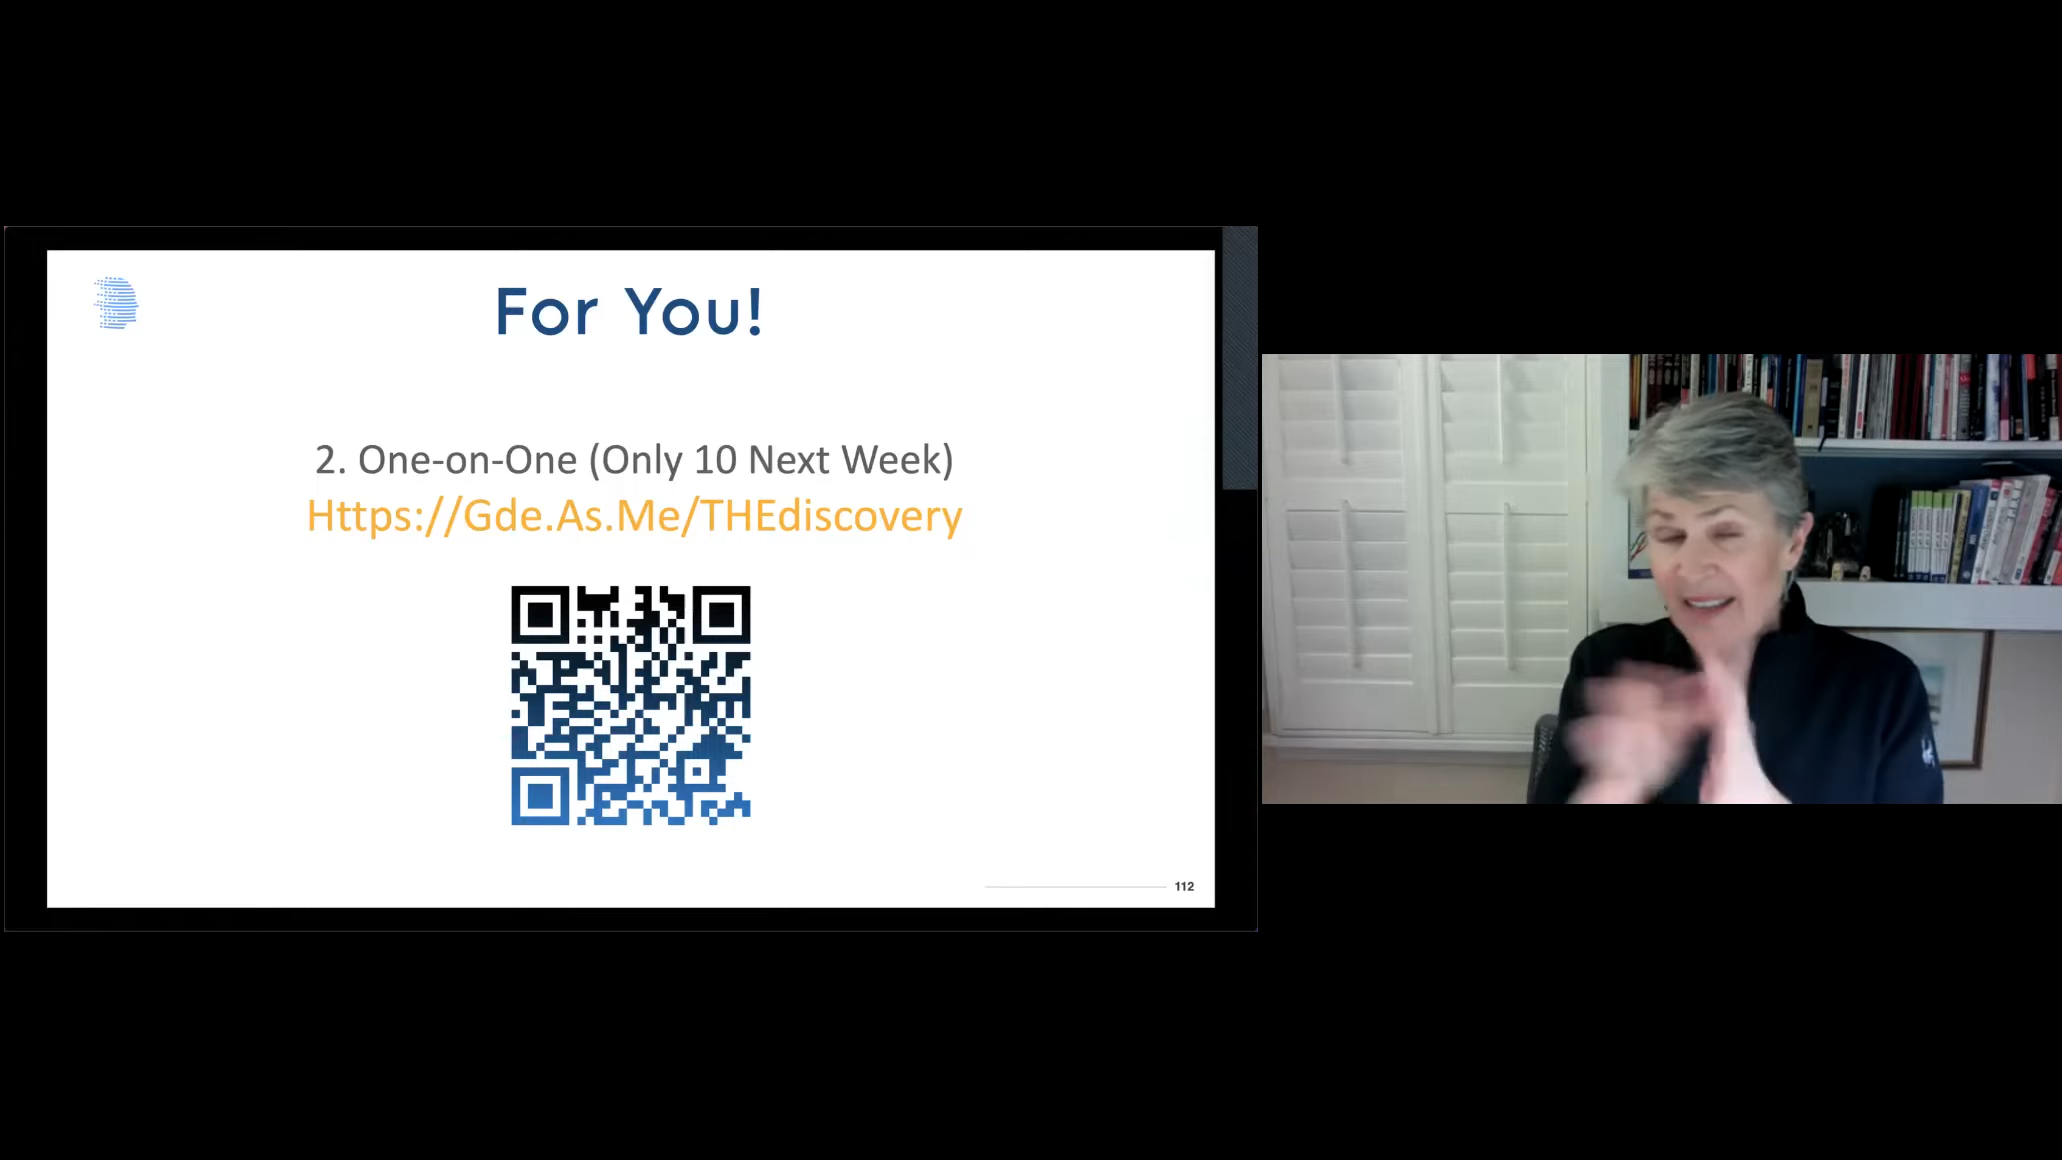 For You!
2. One-on-One (Only 10 Next Week)
Https://Gde.As.Me/THEdiscovery
112